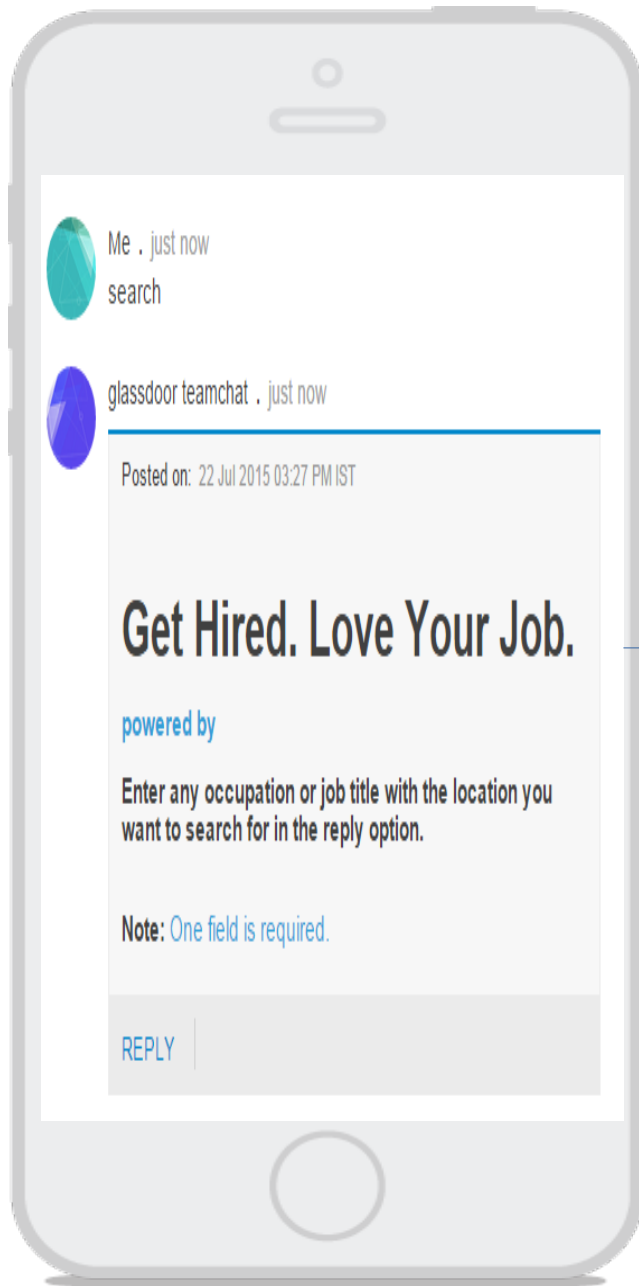 Me . just now
search
glassdoor teamchat . just now
Posted on: 22 Jul 2015 03:27 PM IST
Get Hired. Love Your Job.
powered by
Enter any occupation or job title with the location you
want to search for in the reply option.
Note: One field is required.
REPLY